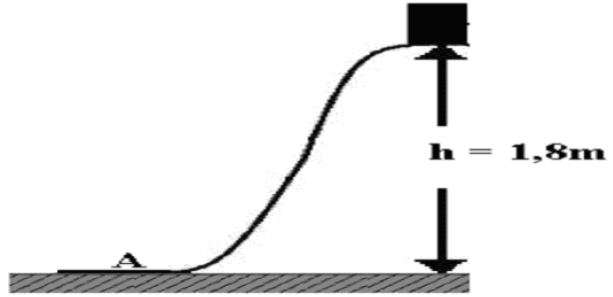 h = 1,8m
A